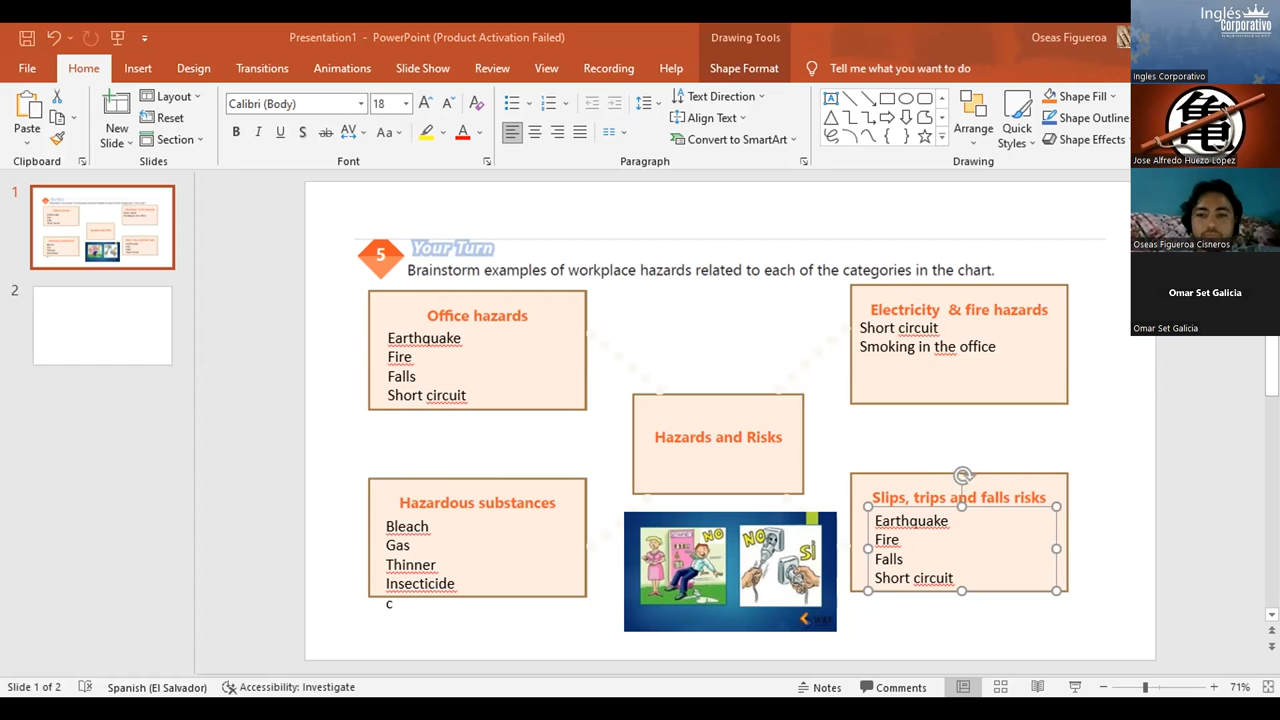 Presentation1 - PowerPoint (Product Activation Failed)
Drawing Tools
Oseas Figueroa
File Home Insert Design Transitions Animations Slide Show Review View Recording Help Shape Format Tell me what you want to do
Paste
Clipboard
New Slide
Layout
Reset
Section
Slides
Calibri (Body) 18
Font
Text Direction
Align Text
Convert to SmartArt
Paragraph
Arrange
Quick Styles
Shape Fill
Shape Outline
Shape Effects
Drawing
Inglés
Corporativo
Ingles Corporativo
亀
Jose Alfredo Huezo Lopez
Oseas Figueroa Cisneros
Omar Set Galicia
Omar Set Galicia
1
2
5 Your Turn
Brainstorm examples of workplace hazards related to each of the categories in the chart.
Office hazards
Earthquake
Fire
Falls
Short circuit
Electricity & fire hazards
Short circuit
Smoking in the office
Hazards and Risks
Hazardous substances
Bleach
Gas
Thinner
Insecticide
c
NO
NO
SÍ
Slips, trips and falls risks
Earthquake
Fire
Falls
Short circuit
Slide 1 of 2
Spanish (El Salvador)
Accessibility: Investigate
Notes
Comments
71%